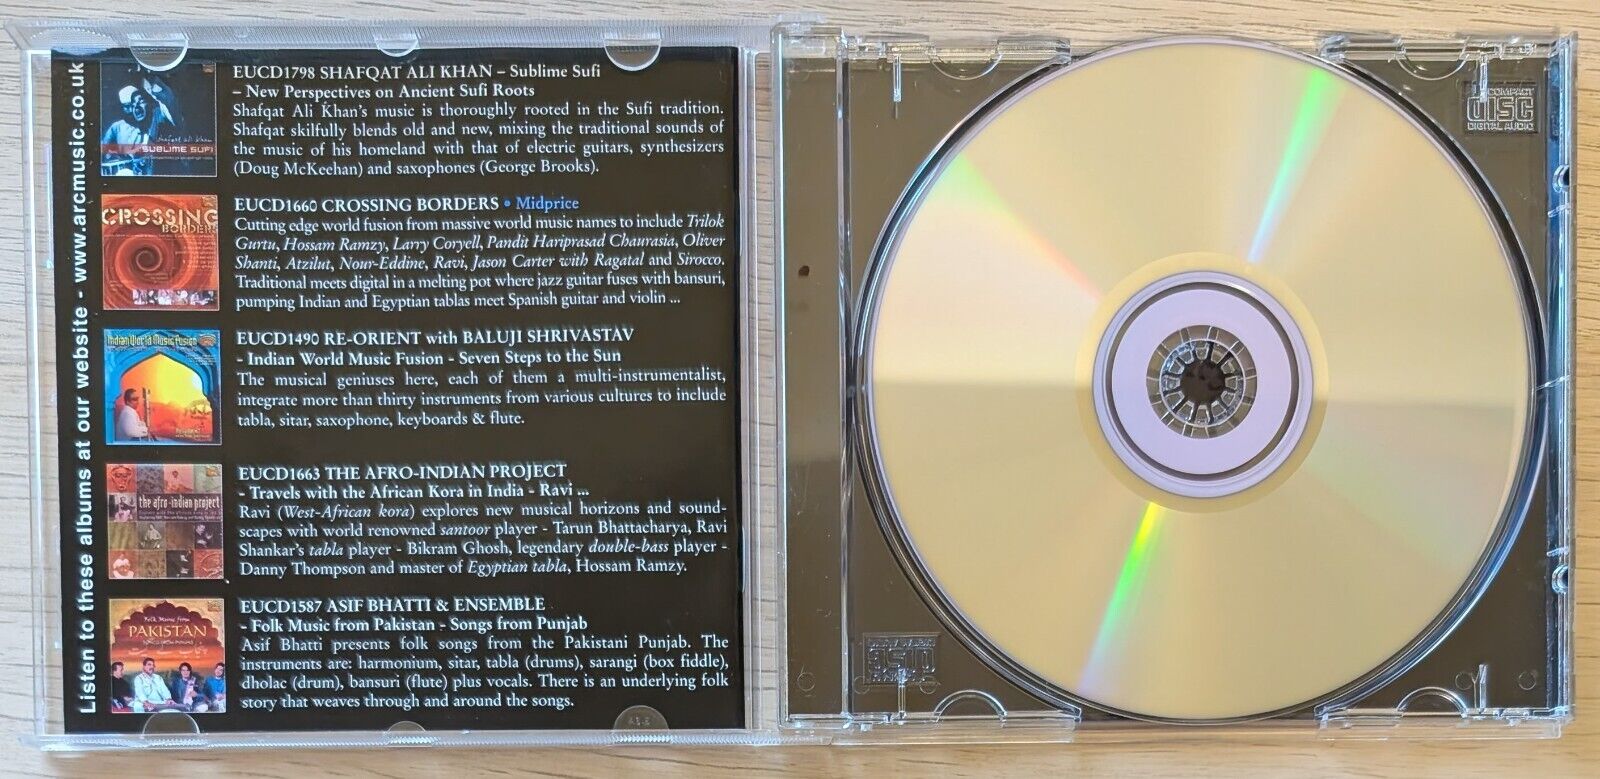 Listen to these albums at our website - www.arcmusic.co.uk
EUCD1798 SHAFQAT ALI KHAN – Sublime Sufi
– New Perspectives on Ancient Sufi Roots
Shafqat Ali Khan's music is thoroughly rooted in the Sufi tradition.
Shafqat skilfully blends old and new, mixing the traditional sounds of
the music of his homeland with that of electric guitars, synthesizers
(Doug McKeehan) and saxophones (George Brooks).
shafqat ali khan
SUBLIME SUFI
EUCD1660 CROSSING BORDERS • Midprice
Cutting edge world fusion from massive world music names to include Trilok
Gurtu, Hossam Ramzy, Larry Coryell, Pandit Hariprasad Chaurasia, Oliver
Shanti, Atzilut, Nour-Eddine, Ravi, Jason Carter with Ragatal and Sirocco.
Traditional meets digital in a melting pot where jazz guitar fuses with bansuri,
pumping Indian and Egyptian tablas meet Spanish guitar and violin ...
CROSSING
BORDERS
EUCD1490 RE-ORIENT with BALUJI SHRIVASTAV
- Indian World Music Fusion - Seven Steps to the Sun
The musical geniuses here, each of them a multi-instrumentalist,
integrate more than thirty instruments from various cultures to include
tabla, sitar, saxophone, keyboards & flute.
Indian World Music Fusion
EUCD1663 THE AFRO-INDIAN PROJECT
- Travels with the African Kora in India - Ravi ...
Ravi (West-African kora) explores new musical horizons and sound-
scapes with world renowned santoor player - Tarun Bhattacharya, Ravi
Shankar's tabla player - Bikram Ghosh, legendary double-bass player -
Danny Thompson and master of Egyptian tabla, Hossam Ramzy.
the afro-indian project
EUCD1587 ASIF BHATTI & ENSEMBLE
- Folk Music from Pakistan - Songs from Punjab
Asif Bhatti presents folk songs from the Pakistani Punjab. The
instruments are: harmonium, sitar, tabla (drums), sarangi (box fiddle),
dholac (drum), bansuri (flute) plus vocals. There is an underlying folk
story that weaves through and around the songs.
Folk Music from
PAKISTAN
SONGS FROM PUNJAB
COMPACT
disc
DIGITAL AUDIO